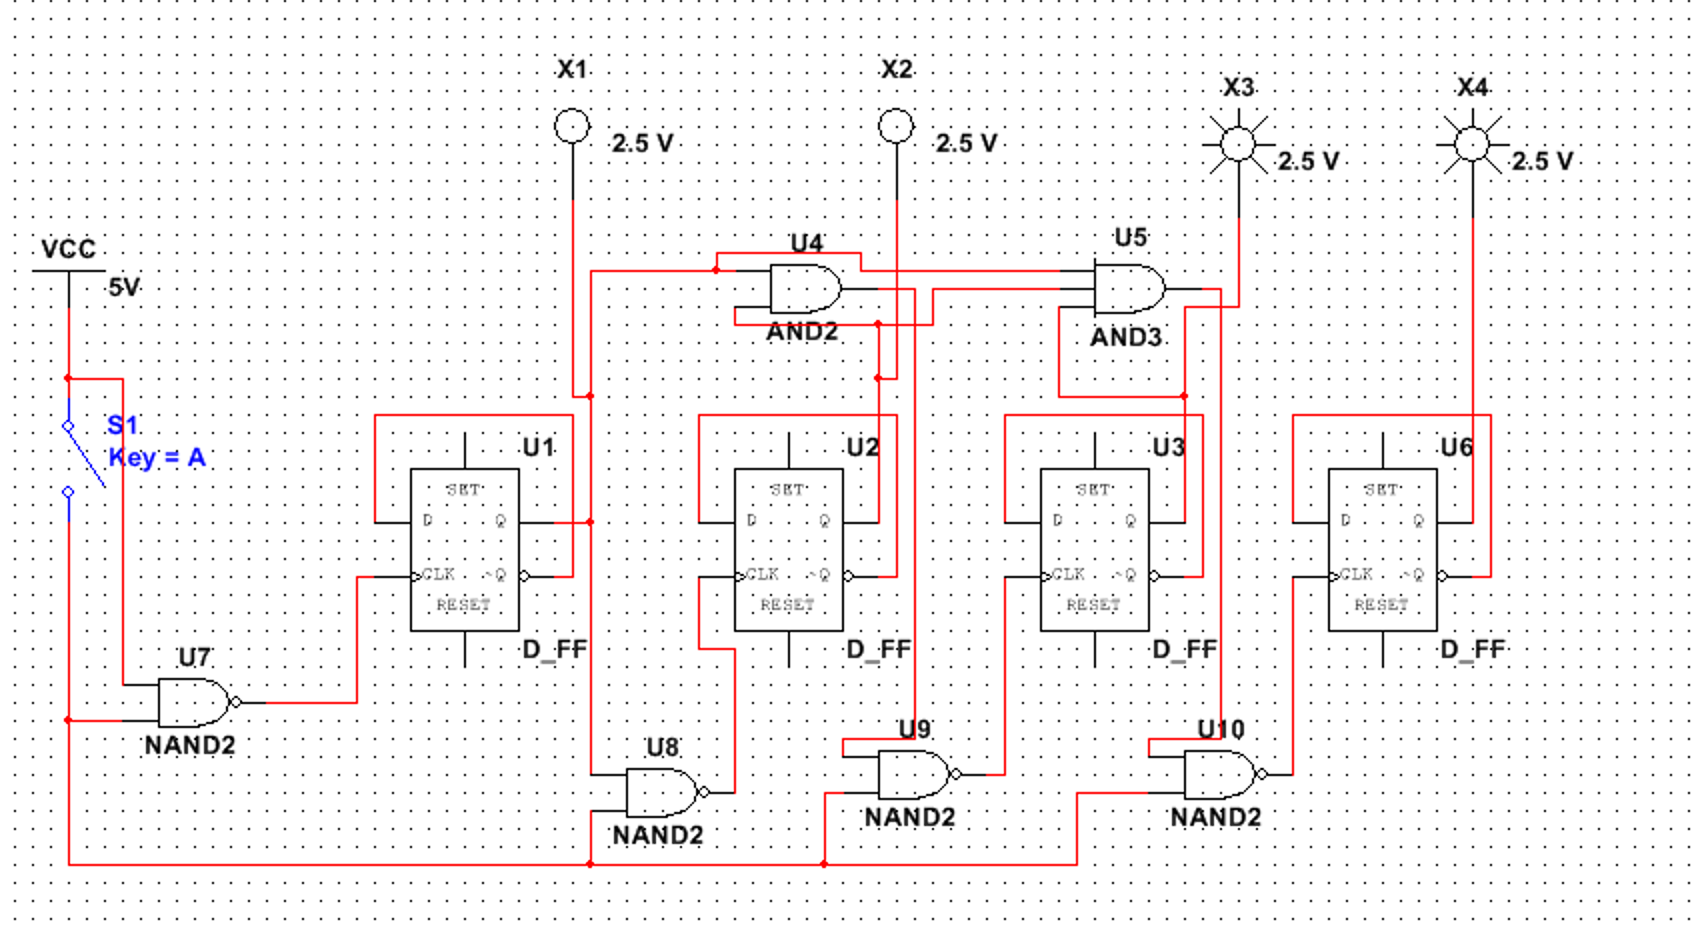 X1
2.5 V
X2
2.5 V
X3
2.5 V
X4
2.5 V
VCC
5V
U4
AND2
U5
AND3
S1
Key = A
U1
SET
D Q
CLK ~Q
RESET
D_FF
U2
SET
D Q
CLK ~Q
RESET
D_FF
U3
SET
D Q
CLK ~Q
RESET
D_FF
U6
SET
D Q
CLK ~Q
RESET
D_FF
U7
NAND2
U8
NAND2
U9
NAND2
U10
NAND2